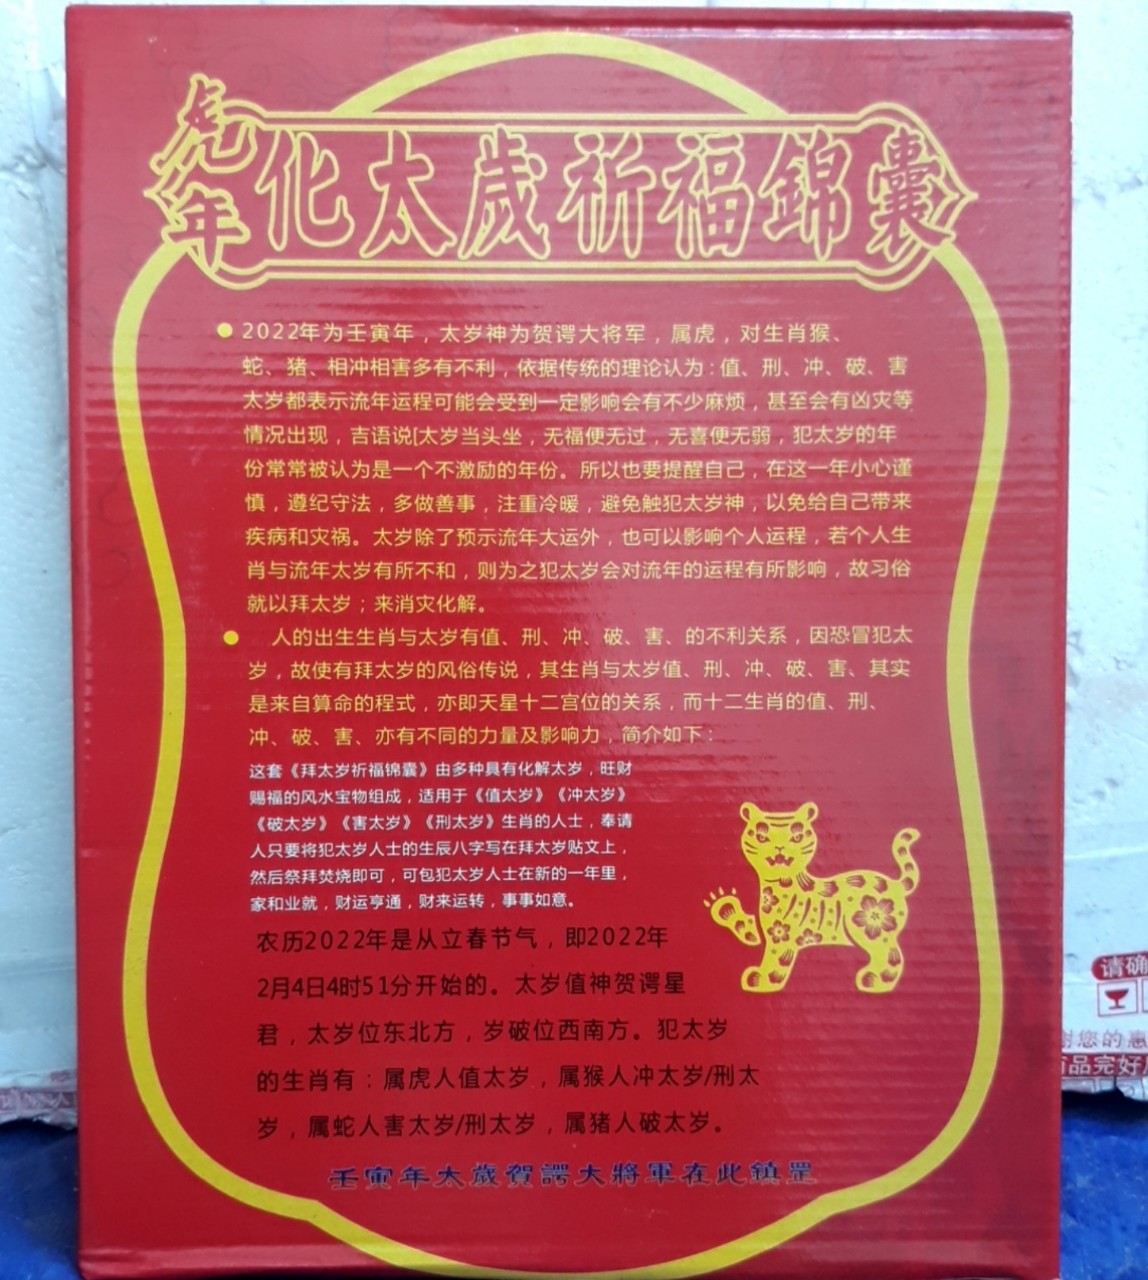 虎年化太歲祈福錦囊
2022年为壬寅年，太岁神为贺谔大将军，属虎，对生肖猴、
蛇、猪、相冲相害多有不利，依据传统的理论认为：值、刑、冲、破、害
太岁都表示流年运程可能会受到一定影响会有不少麻烦，甚至会有凶灾等
情况出现，吉语说[太岁当头坐，无福便无过，无喜便无弱，犯太岁的年
份常常被认为是一个不激励的年份。所以也要提醒自己，在这一年小心谨
慎，遵纪守法，多做善事，注重冷暖，避免触犯太岁神，以免给自己带来
疾病和灾祸。太岁除了预示流年大运外，也可以影响个人运程，若个人生
肖与流年太岁有所不和，则为之犯太岁会对流年的运程有所影响，故习俗
就以拜太岁；来消灾化解。
人的出生生肖与太岁有值、刑、冲、破、害、的不利关系，因恐冒犯太
岁，故使有拜太岁的风俗传说，其生肖与太岁值、刑、冲、破、害、其实
是来自算命的程式，亦即天星十二宫位的关系，而十二生肖的值、刑、
冲、破、害、亦有不同的力量及影响力，简介如下：
这套《拜太岁祈福锦囊》由多种具有化解太岁，旺财
赐福的风水宝物组成，适用于《值太岁》《冲太岁》
《破太岁》《害太岁》《刑太岁》生肖的人士，奉请
人只要将犯太岁人士的生辰八字写在拜太岁贴文上，
然后祭拜焚烧即可，可包犯太岁人士在新的一年里，
家和业就，财运亨通，财来运转，事事如意。
农历2022年是从立春节气，即2022年
2月4日4时51分开始的。太岁值神贺谔星
君，太岁位东北方，岁破位西南方。犯太岁
的生肖有：属虎人值太岁，属猴人冲太岁/刑太
岁，属蛇人害太岁/刑太岁，属猪人破太岁。
壬寅年太歲賀諤大將軍在此鎮罡
请确
谢您的惠
品完好